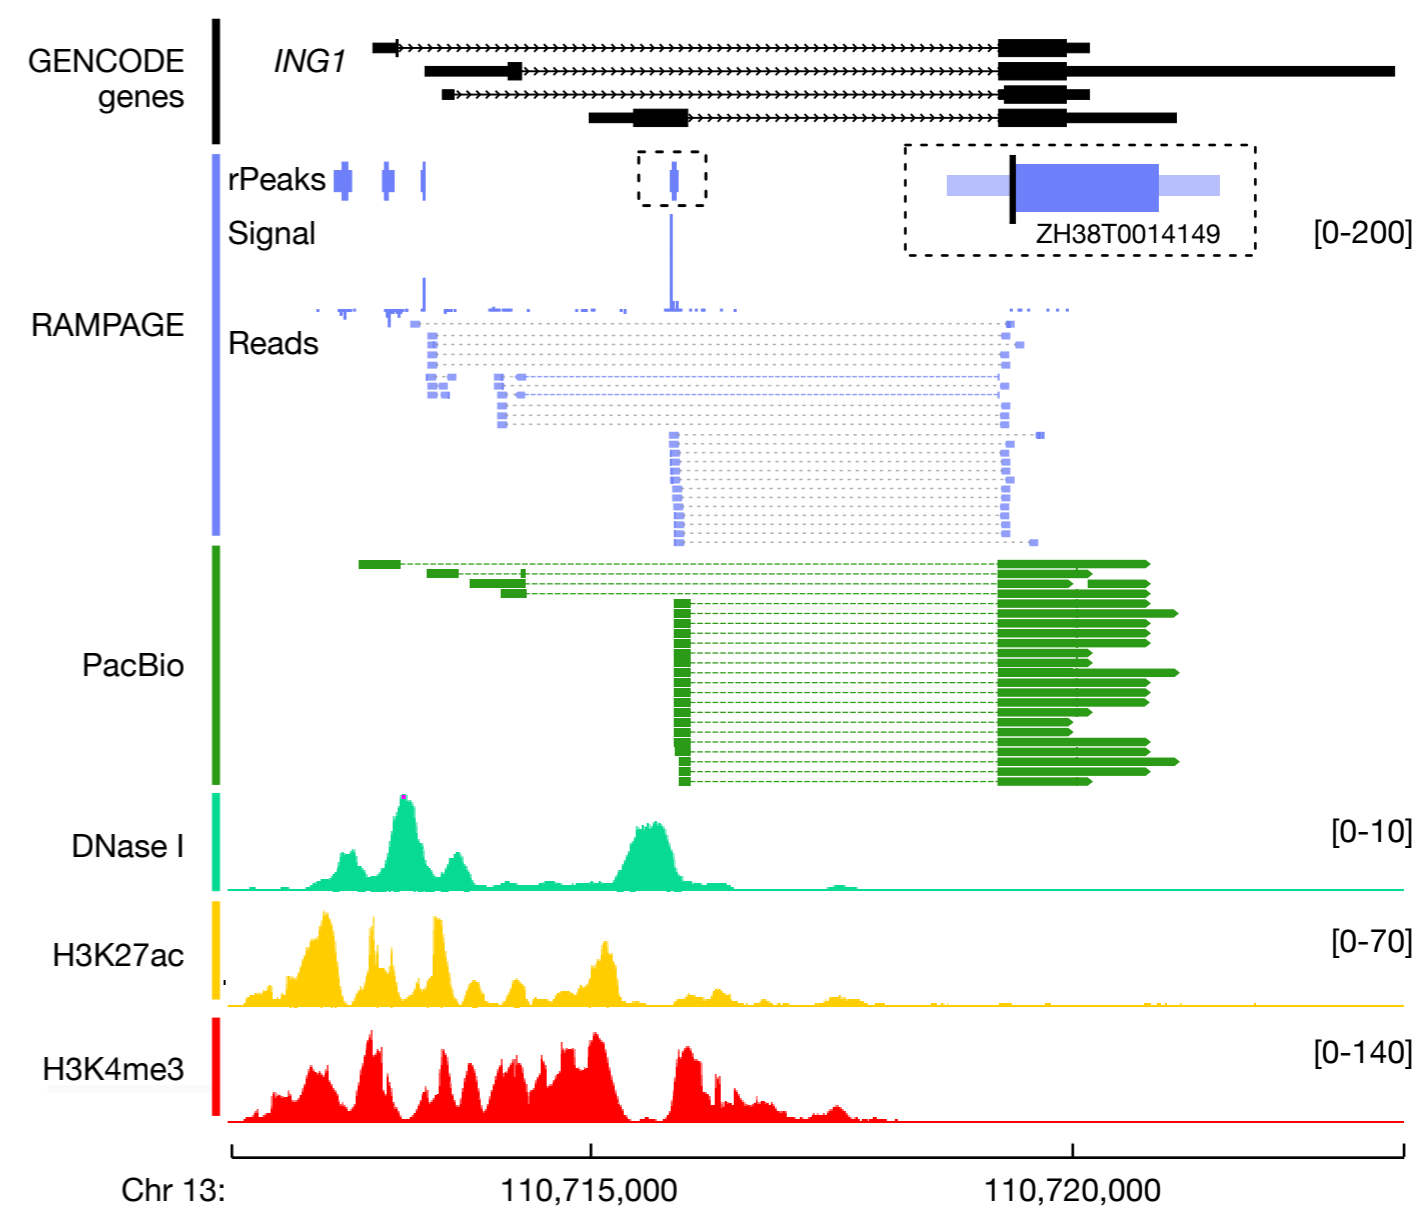 GENCODE
genes
ING1
rPeaks
Signal
ZH38T0014149
[0-200]
RAMPAGE
Reads
PacBio
DNase I
[0-10]
H3K27ac
[0-70]
H3K4me3
[0-140]
Chr 13:
110,715,000
110,720,000